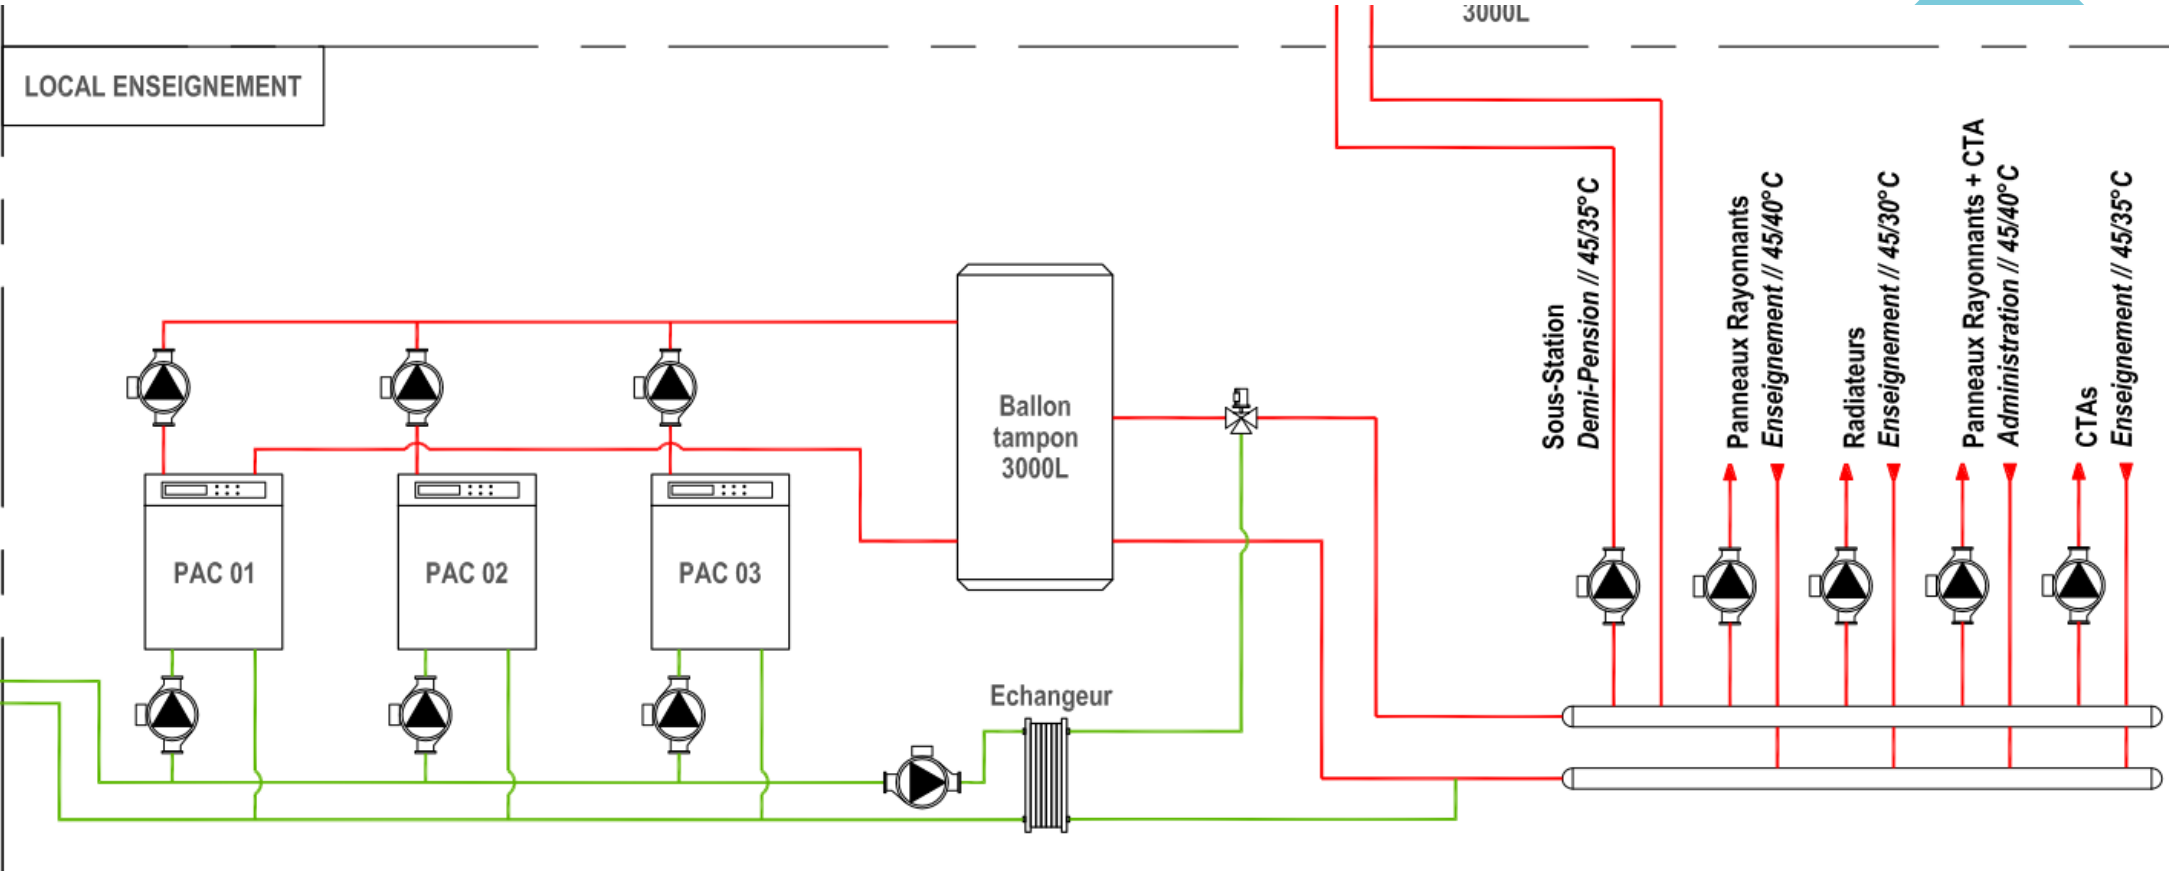 3000L
LOCAL ENSEIGNEMENT
Sous-Station
Demi-Pension // 45/35°C
Panneaux Rayonnants
Enseignement // 45/40°C
Radiateurs
Enseignement // 45/30°C
Panneaux Rayonnants + CTA
Administration // 45/40°C
CTAs
Enseignement // 45/35°C
Ballon
tampon
3000L
PAC 01
PAC 02
PAC 03
Echangeur